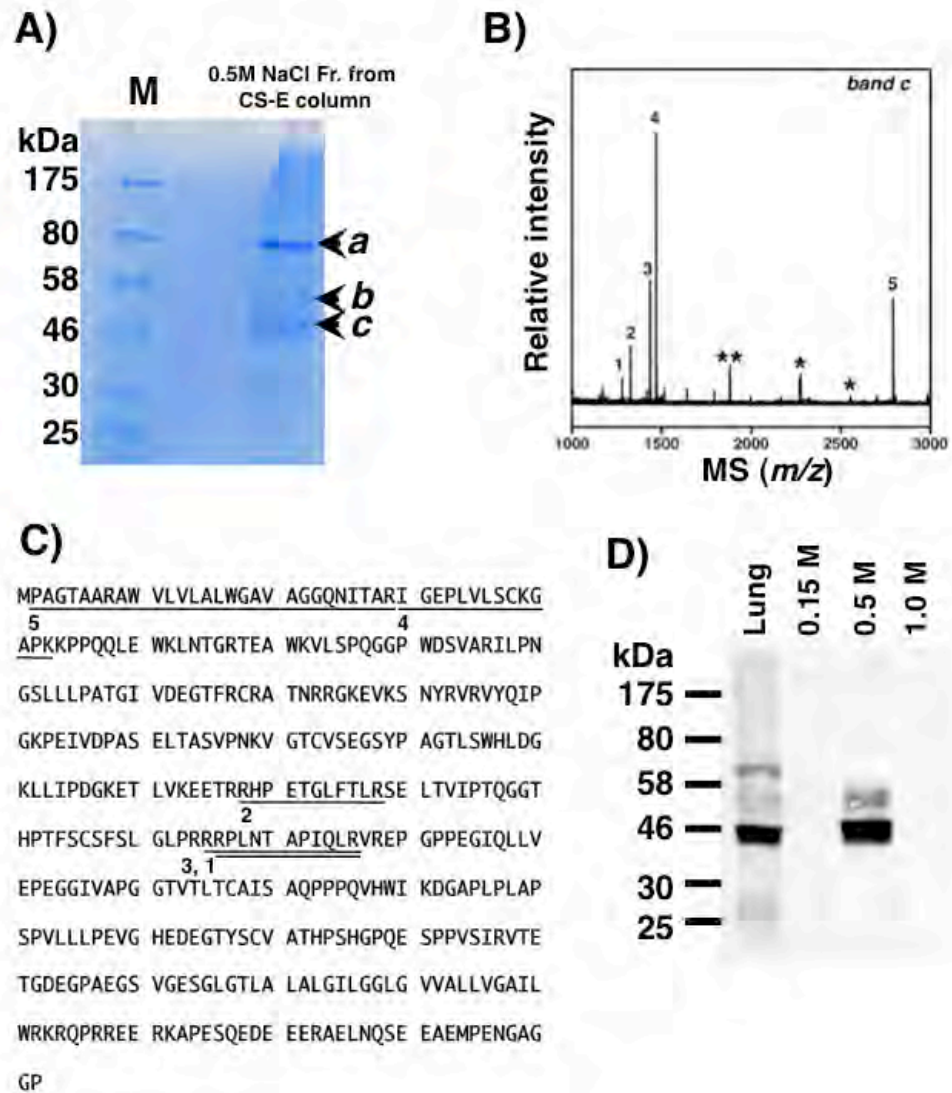 A)
M
0.5M NaCl Fr. from
CS-E column
kDa
175
80
58
46
30
25
a
b
c
B)
Relative intensity
band c
4
3
2
1
**
*
*
5
1000 1500 2000 2500 3000
MS (m/z)
C)
MPAGTAARAW VLVLALWGAV AGGQNITARI GEPLVLSCKG
5 4
APKKPPQQLE WKLNTGRTEA WKVLSPQGGP WDSVARILPN
GSLLLPATGI VDEGTFRCRA TNRRGKEVKS NYRVRVYQIP
GKPEIVDPAS ELTASVPNKV GTCVSEGSYP AGTLSWHLDG
KLLIPDGKET LVKEETRRHP ETGLFTLRSE LTVIPTQGGT
2
HPTFSCSFSL GLPRRRPLNT APIQLRVREP GPPEGIQLLV
3, 1
EPEGGIVAPG GTVTLTCAIS AQPPPQVHWI KDGAPLPLAP
SPVLLLPEVG HEDEGTYSCV ATHPSHGPQE SPPVSIRVTE
TGDEGPAEGS VGESGLGTLA LALGILGGLG VVALLVGAIL
WRKRQPRREE RKAPESQEDE EERAELNQSE EAEMPENGAG
GP
D)
Lung
0.15 M
0.5 M
1.0 M
kDa
175
80
58
46
30
25